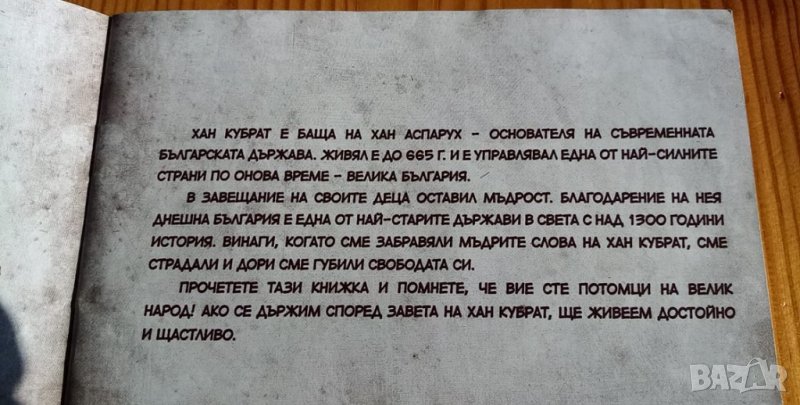 ХАН КУБРАТ Е БАЩА НА ХАН АСПАРУХ - ОСНОВАТЕЛЯ НА СЪВРЕМЕННАТА
БЪЛГАРСКАТА ДЪРЖАВА. ЖИВЯЛ Е ДО 665 Г. И Е УПРАВЛЯВАЛ ЕДНА ОТ НАЙ-СИЛНИТЕ
СТРАНИ ПО ОНОВА ВРЕМЕ - ВЕЛИКА БЪЛГАРИЯ.
В ЗАВЕЩАНИЕ НА СВОИТЕ ДЕЦА ОСТАВИЛ МЪДРОСТ. БЛАГОДАРЕНИЕ НА НЕЯ
ДНЕШНА БЪЛГАРИЯ Е ЕДНА ОТ НАЙ-СТАРИТЕ ДЪРЖАВИ В СВЕТА С НАД 1300 ГОДИНИ
ИСТОРИЯ. ВИНАГИ, КОГАТО СМЕ ЗАБРАВЯЛИ МЪДРИТЕ СЛОВА НА ХАН КУБРАТ, СМЕ
СТРАДАЛИ И ДОРИ СМЕ ГУБИЛИ СВОБОДАТА СИ.
ПРОЧЕТЕТЕ ТАЗИ КНИЖКА И ПОМНЕТЕ, ЧЕ ВИЕ СТЕ ПОТОМЦИ НА ВЕЛИК
НАРОД! АКО СЕ ДЪРЖИМ СПОРЕД ЗАВЕТА НА ХАН КУБРАТ, ЩЕ ЖИВЕЕМ ДОСТОЙНО
И ЩАСТЛИВО.
BAZAR